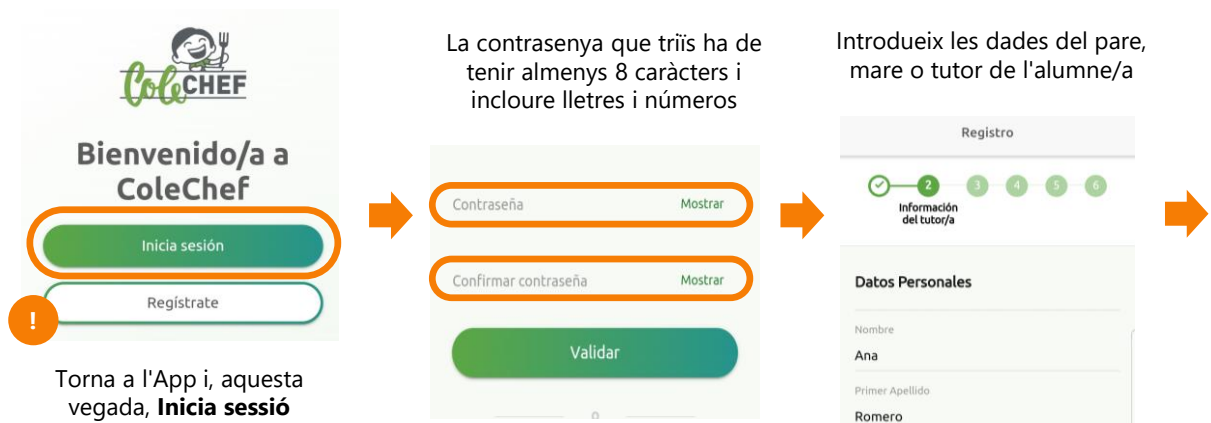 ColeCHEF
Bienvenido/a a
ColeChef
Inicia sesión
Regístrate
!
Torna a l'App i, aquesta
vegada, Inicia sessió
La contrasenya que triïs ha de
tenir almenys 8 caràcters i
incloure lletres i números
Contraseña Mostrar
Confirmar contraseña Mostrar
Validar
Introdueix les dades del pare,
mare o tutor de l'alumne/a
Registro
2 3 4 5 6
Información
del tutor/a
Datos Personales
Nombre
Ana
Primer Apellido
Romero